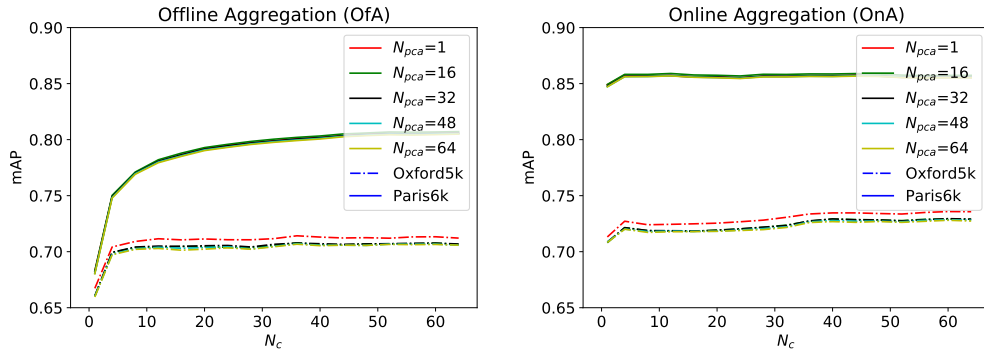 Offline Aggregation (OfA)
0.90
0.85
0.80
0.75
0.70
0.65
mAP
N_pca=1
N_pca=16
N_pca=32
N_pca=48
N_pca=64
Oxford5k
Paris6k
0 10 20 30 40 50 60
N_c
Online Aggregation (OnA)
0.90
0.85
0.80
0.75
0.70
0.65
mAP
N_pca=1
N_pca=16
N_pca=32
N_pca=48
N_pca=64
Oxford5k
Paris6k
0 10 20 30 40 50 60
N_c